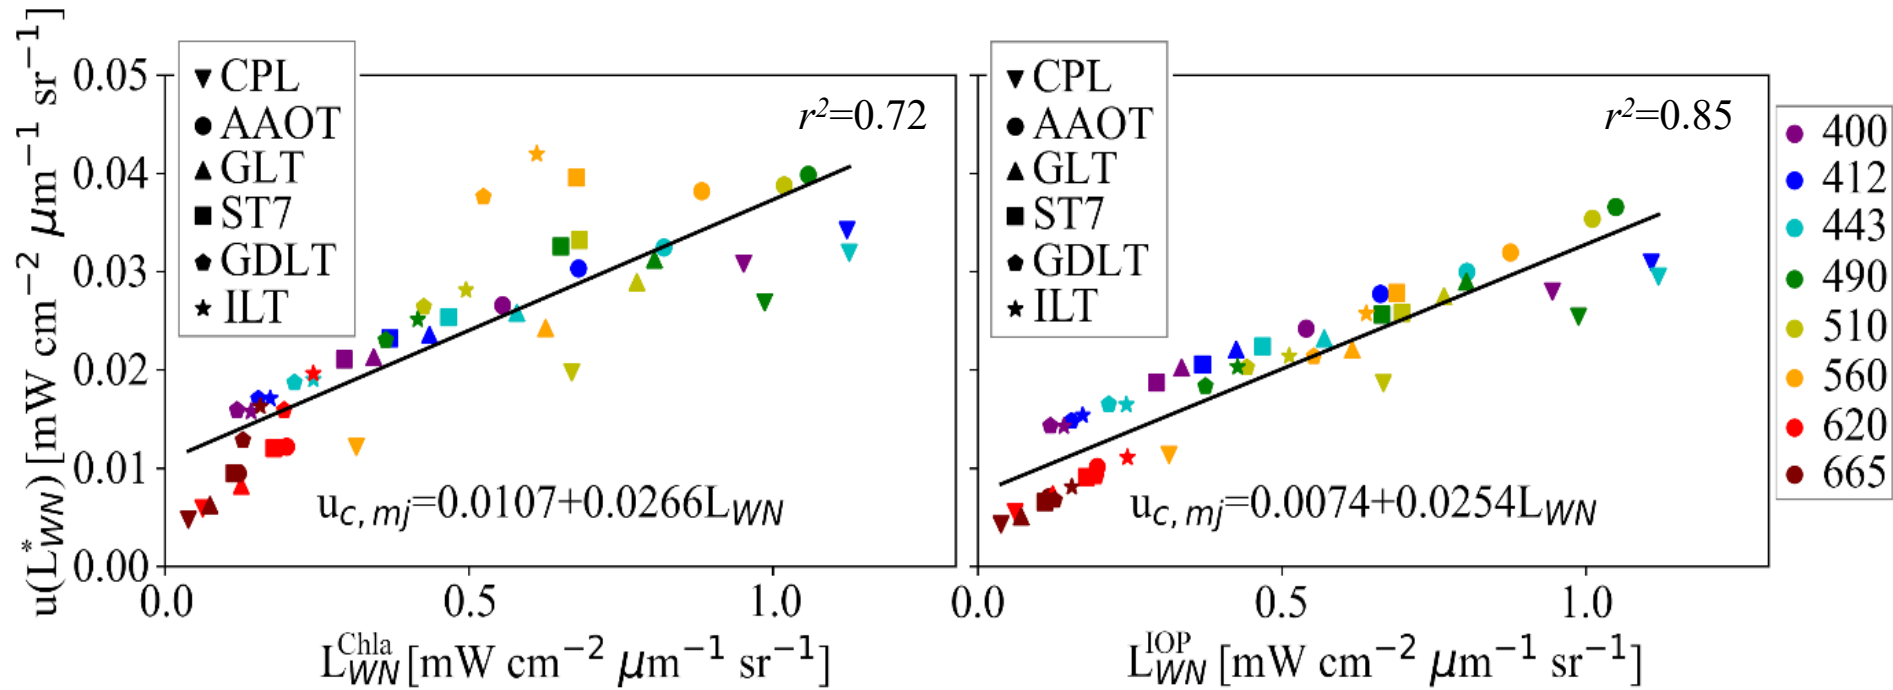 u(L*WN) [mW cm−2 μm−1 sr−1]
0.05
0.04
0.03
0.02
0.01
0.00
CPL
AAOT
GLT
ST7
GDLT
ILT
r²=0.72
uc, mj=0.0107+0.0266LWN
0.0
0.5
1.0
LWN Chla [mW cm−2 μm−1 sr−1]
CPL
AAOT
GLT
ST7
GDLT
ILT
r²=0.85
uc, mj=0.0074+0.0254LWN
0.0
0.5
1.0
LWN IOP [mW cm−2 μm−1 sr−1]
400
412
443
490
510
560
620
665